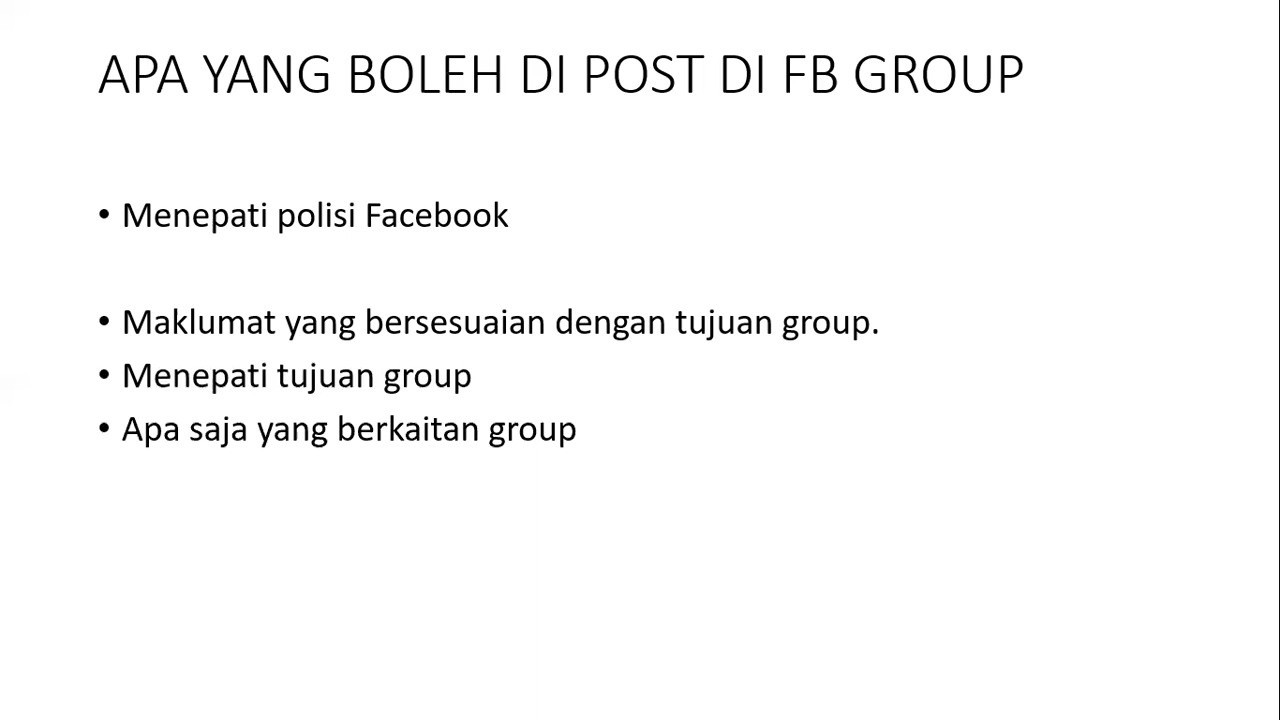 APA YANG BOLEH DI POST DI FB GROUP
• Menepati polisi Facebook
• Maklumat yang bersesuaian dengan tujuan group.
• Menepati tujuan group
• Apa saja yang berkaitan group